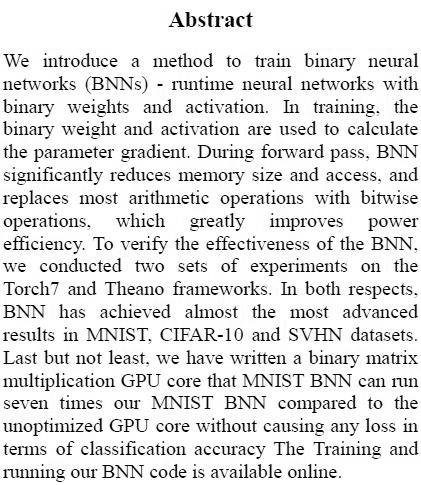 Abstract
We introduce a method to train binary neural
networks (BNNs) - runtime neural networks with
binary weights and activation. In training, the
binary weight and activation are used to calculate
the parameter gradient. During forward pass, BNN
significantly reduces memory size and access, and
replaces most arithmetic operations with bitwise
operations, which greatly improves power
efficiency. To verify the effectiveness of the BNN,
we conducted two sets of experiments on the
Torch7 and Theano frameworks. In both respects,
BNN has achieved almost the most advanced
results in MNIST, CIFAR-10 and SVHN datasets.
Last but not least, we have written a binary matrix
multiplication GPU core that MNIST BNN can run
seven times our MNIST BNN compared to the
unoptimized GPU core without causing any loss in
terms of classification accuracy The Training and
running our BNN code is available online.